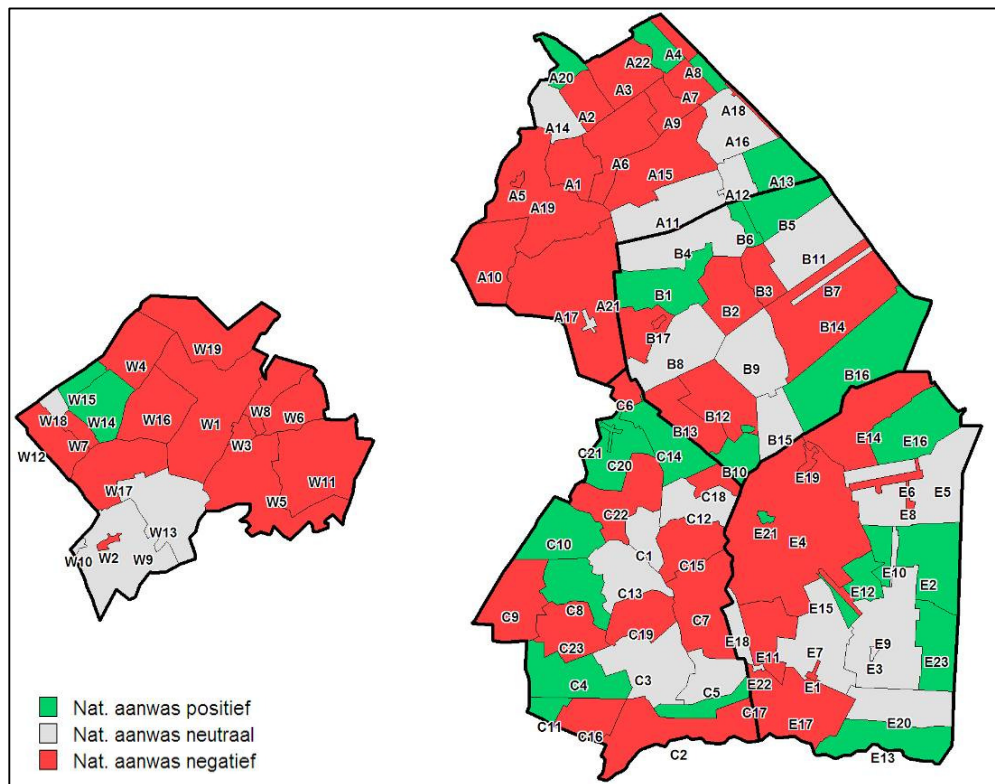 A4
A22
A20
A8
A3
A7
A18
A2
A9
A14
A16
A6
A15
A1
A13
A5
A12
A19
A11
B5
B6
B4
B11
A10
B3
B7
A21
B1
A17
B2
B14
B17
W19
B8
W4
B9
B16
W15
C6
W8
W14
W16
W6
W18
W1
B12
B13
B15
E14
E16
W7
W3
C21
C14
W12
C20
B10
E19
W11
C18
E6
E5
W17
W5
C22
C12
E8
W13
E21
E4
W10
W2
W9
C10
C1
C15
E10
C13
E12
E2
C8
E15
C9
C7
C19
E18
E9
C23
E7
E3
E23
E11
C4
C3
E22
E1
C5
Nat. aanwas positief
C11
C17
E17
E20
Nat. aanwas neutraal
C16
C2
E13
Nat. aanwas negatief